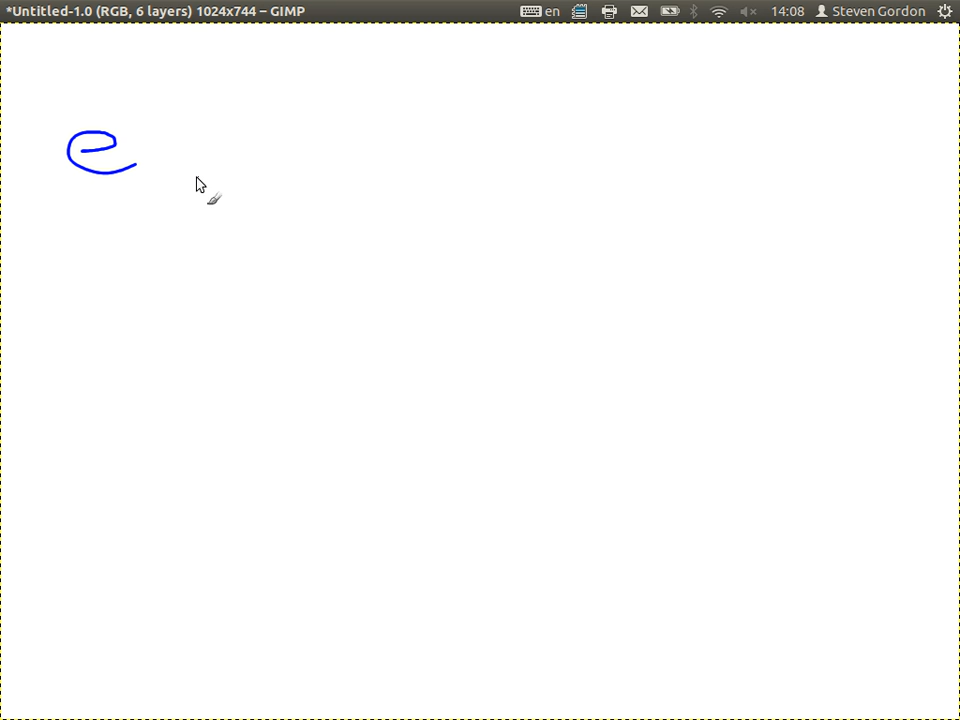 *Untitled-1.0 (RGB, 6 layers) 1024x744 – GIMP en 14:08 Steven Gordon
e